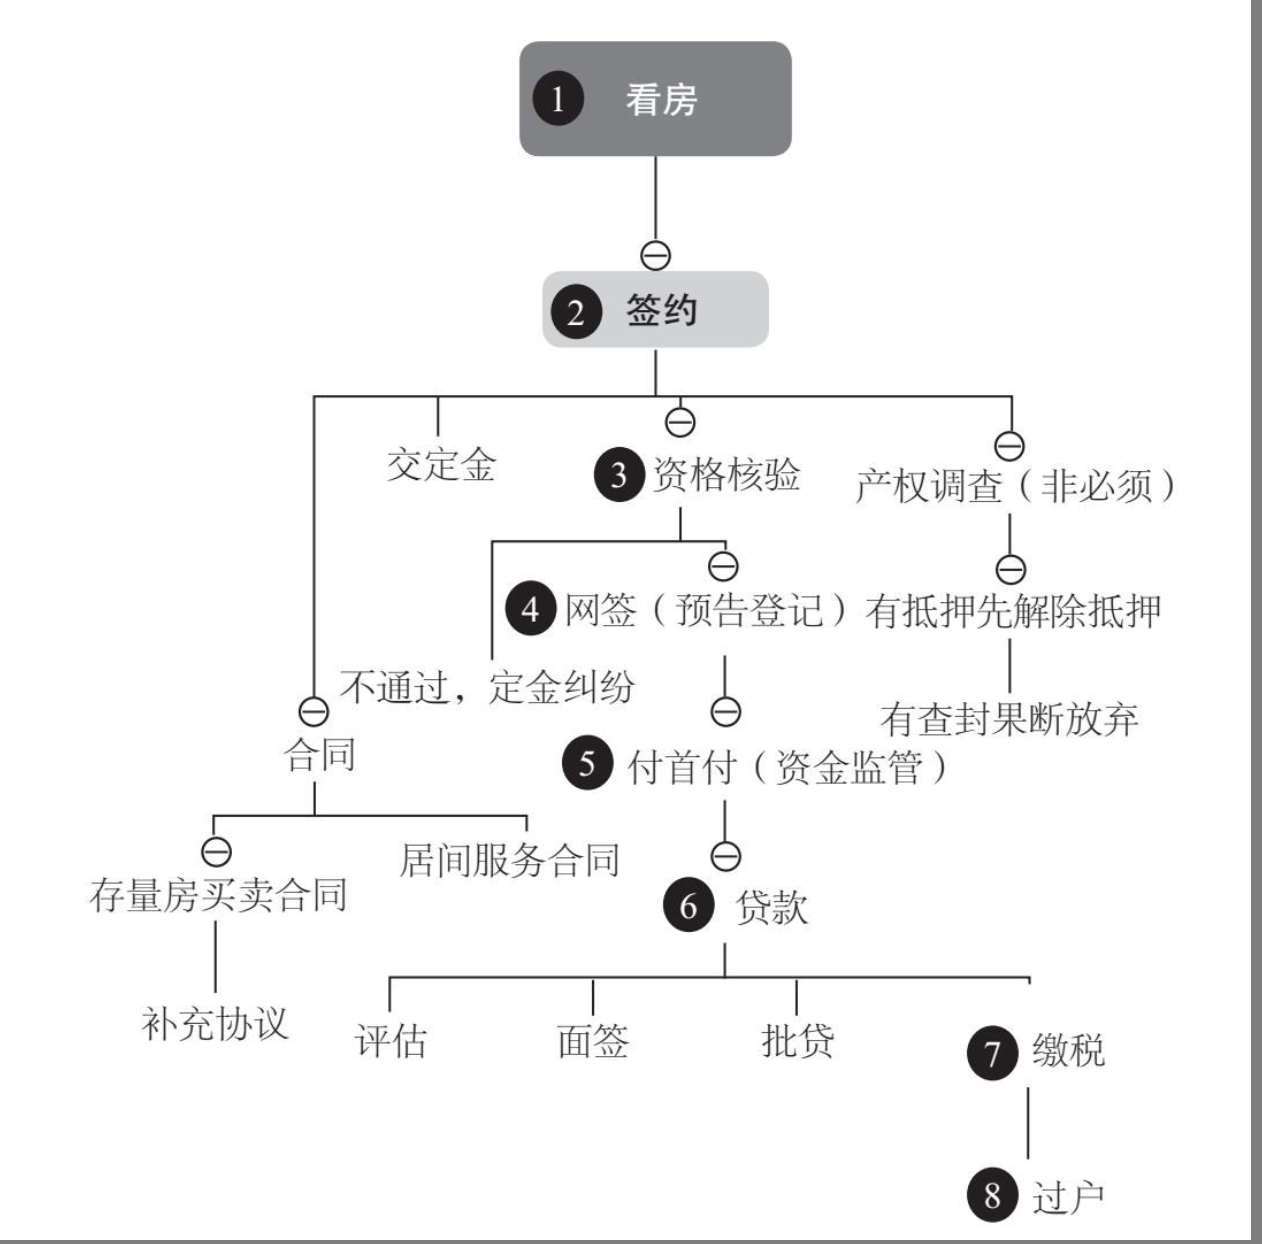 1 看房
2 签约
交定金
3 资格核验
产权调查（非必须）
4 网签（预告登记）
有抵押先解除抵押
不通过，定金纠纷
有查封果断放弃
合同
5 付首付（资金监管）
居间服务合同
存量房买卖合同
6 贷款
补充协议
评估
面签
批贷
7 缴税
8 过户